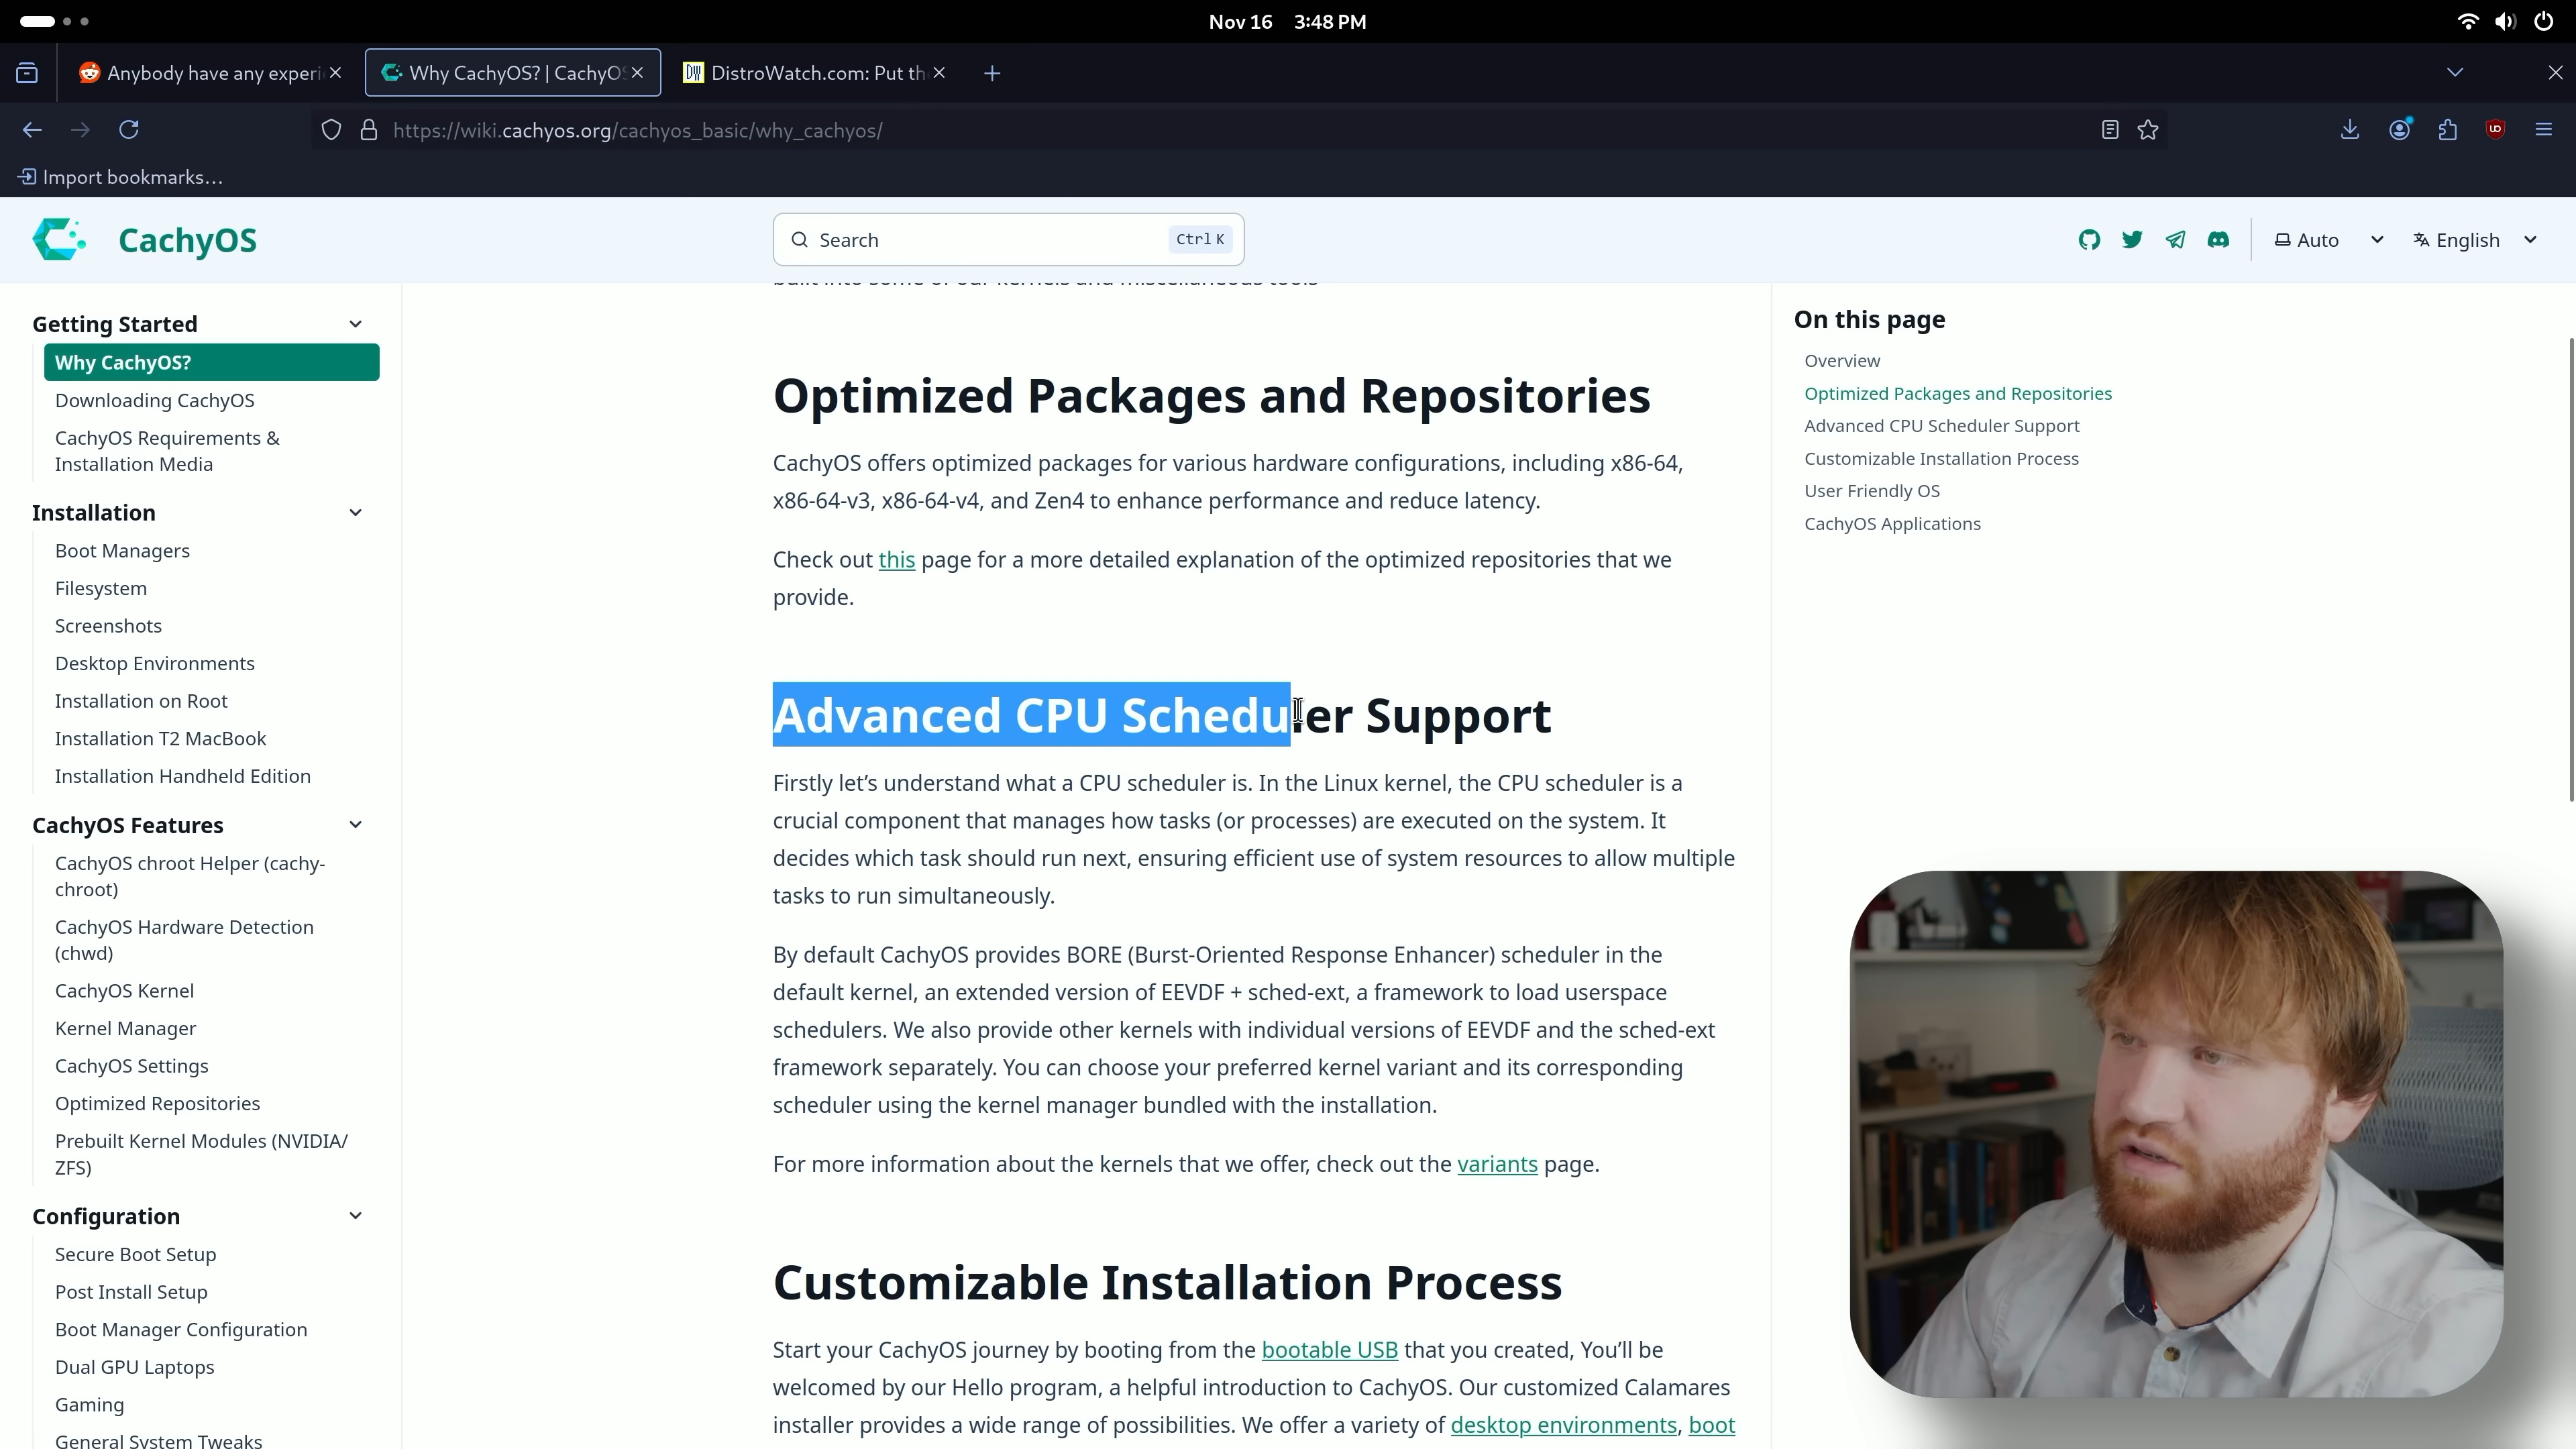 Nov 16 3:48 PM
Anybody have any experi
Why CachyOS? | CachyOS
DistroWatch.com: Put th
https://wiki.cachyos.org/cachyos_basic/why_cachyos/
Import bookmarks...
CachyOS
Search
Ctrl K
Auto
English
Getting Started
Why CachyOS?
Downloading CachyOS
CachyOS Requirements &
Installation Media
Installation
Boot Managers
Filesystem
Screenshots
Desktop Environments
Installation on Root
Installation T2 MacBook
Installation Handheld Edition
CachyOS Features
CachyOS chroot Helper (cachy-
chroot)
CachyOS Hardware Detection
(chwd)
CachyOS Kernel
Kernel Manager
CachyOS Settings
Optimized Repositories
Prebuilt Kernel Modules (NVIDIA/
ZFS)
Configuration
Secure Boot Setup
Post Install Setup
Boot Manager Configuration
Dual GPU Laptops
Gaming
General System Tweaks
built into some of our kernels and miscellaneous tools
Optimized Packages and Repositories
CachyOS offers optimized packages for various hardware configurations, including x86-64,
x86-64-v3, x86-64-v4, and Zen4 to enhance performance and reduce latency.
Check out this page for a more detailed explanation of the optimized repositories that we
provide.
Advanced CPU Scheduler Support
Firstly let's understand what a CPU scheduler is. In the Linux kernel, the CPU scheduler is a
crucial component that manages how tasks (or processes) are executed on the system. It
decides which task should run next, ensuring efficient use of system resources to allow multiple
tasks to run simultaneously.
By default CachyOS provides BORE (Burst-Oriented Response Enhancer) scheduler in the
default kernel, an extended version of EEVDF + sched-ext, a framework to load userspace
schedulers. We also provide other kernels with individual versions of EEVDF and the sched-ext
framework separately. You can choose your preferred kernel variant and its corresponding
scheduler using the kernel manager bundled with the installation.
For more information about the kernels that we offer, check out the variants page.
Customizable Installation Process
Start your CachyOS journey by booting from the bootable USB that you created, You'll be
welcomed by our Hello program, a helpful introduction to CachyOS. Our customized Calamares
installer provides a wide range of possibilities. We offer a variety of desktop environments, boot
On this page
Overview
Optimized Packages and Repositories
Advanced CPU Scheduler Support
Customizable Installation Process
User Friendly OS
CachyOS Applications